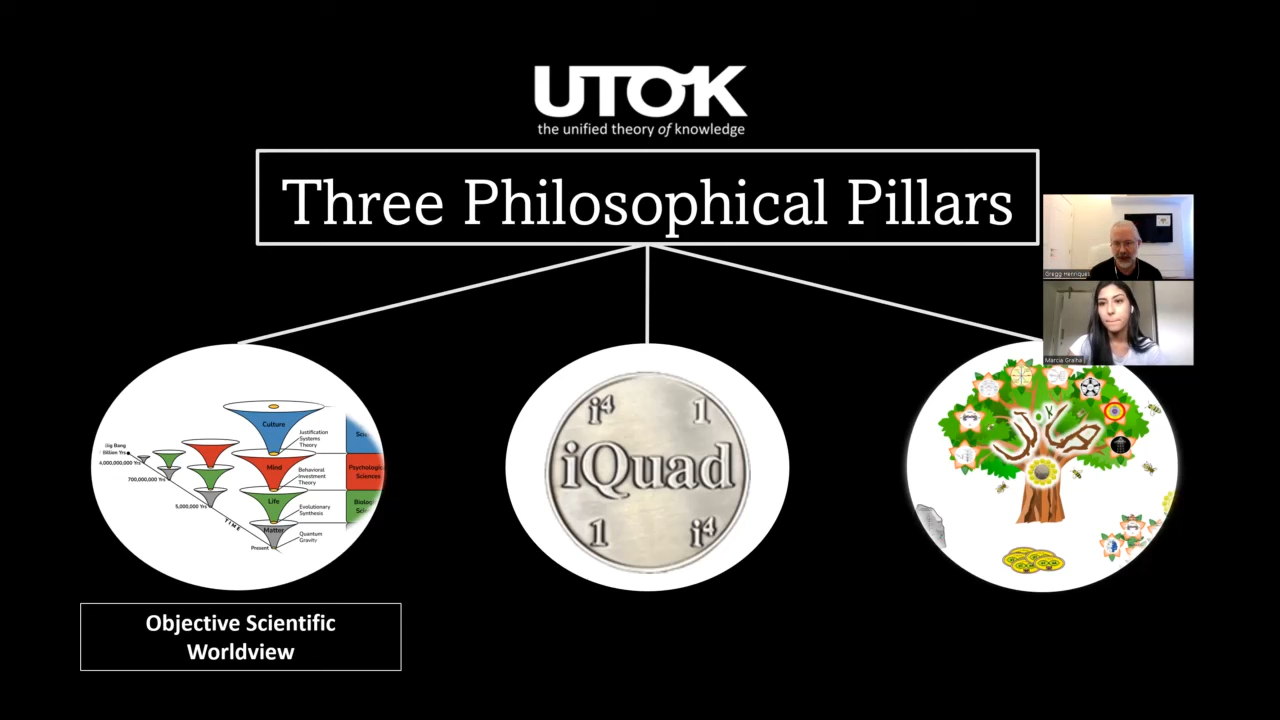 UTOK
the unified theory of knowledge
Three Philosophical Pillars
Gregg Henriques
Marcia Gralha
Culture
Justification
Systems
Theory
Big Bang
Billion Yrs
4,000,000,000 Yrs
Mind
Behavioral
Investment
Theory
Psychological
Sciences
700,000,000 Yrs
Life
5,000,000 Yrs
Evolutionary
Synthesis
TIME
Matter
Quantum
Gravity
Present
i4 1
iQuad
1 i4
Objective Scientific
Worldview